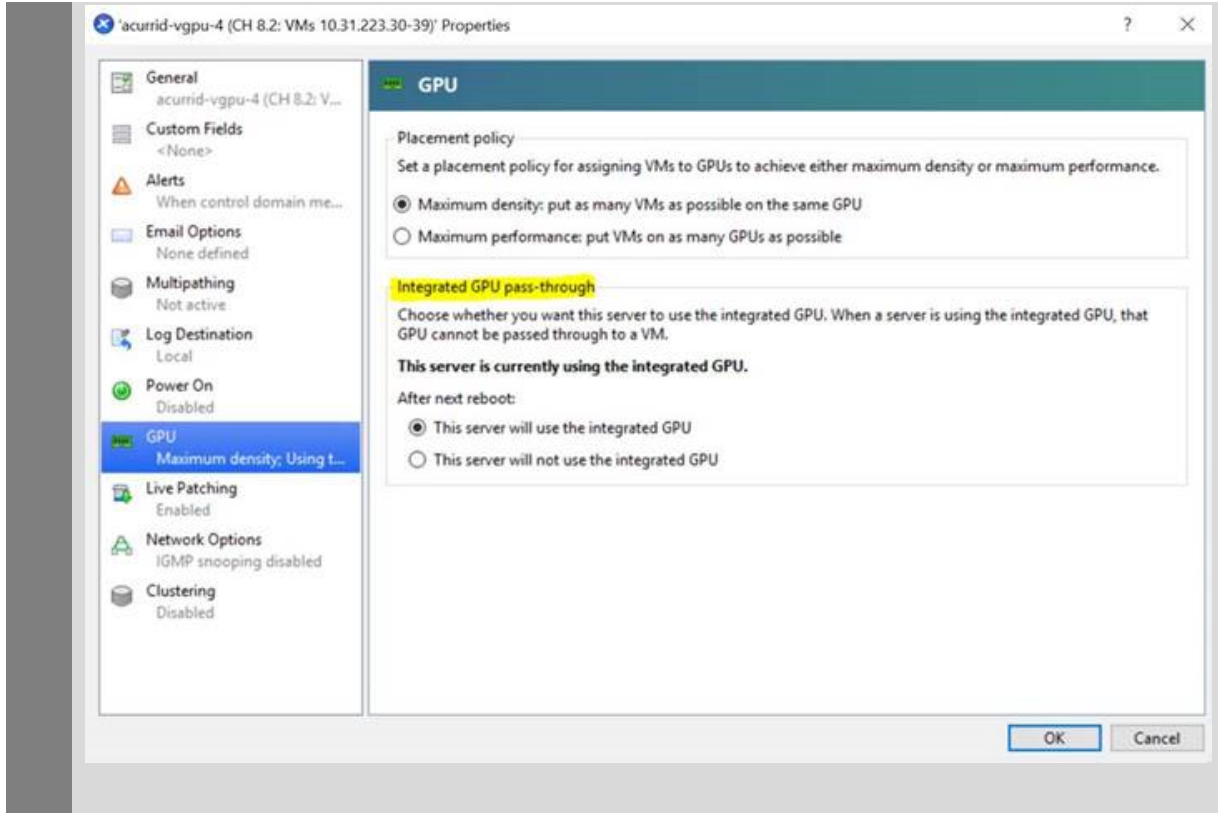 'acurrid-vgpu-4 (CH 8.2: VMs 10.31.223.30-39)' Properties
General
acurrid-vgpu-4 (CH 8.2: V...
Custom Fields
<None>
Alerts
When control domain me...
Email Options
None defined
Multipathing
Not active
Log Destination
Local
Power On
Disabled
GPU
Maximum density; Using t...
Live Patching
Enabled
Network Options
IGMP snooping disabled
Clustering
Disabled
GPU
Placement policy
Set a placement policy for assigning VMs to GPUs to achieve either maximum density or maximum performance.
Maximum density: put as many VMs as possible on the same GPU
Maximum performance: put VMs on as many GPUs as possible
Integrated GPU pass-through
Choose whether you want this server to use the integrated GPU. When a server is using the integrated GPU, that
GPU cannot be passed through to a VM.
This server is currently using the integrated GPU.
After next reboot:
This server will use the integrated GPU
This server will not use the integrated GPU
OK
Cancel